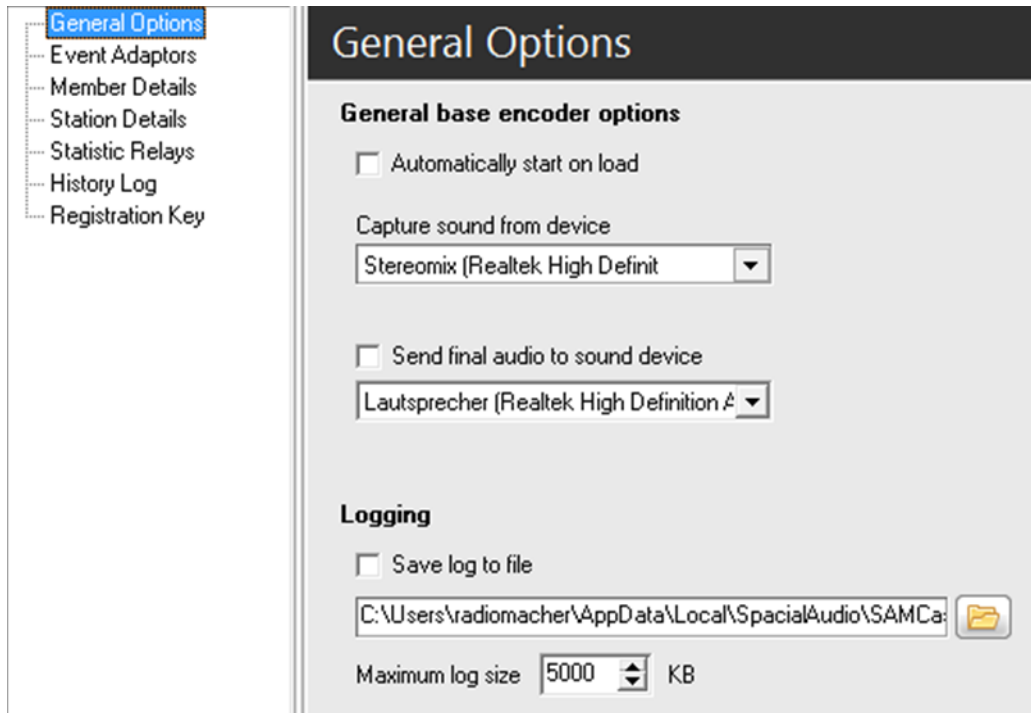 General Options
Event Adaptors
Member Details
Station Details
Statistic Relays
History Log
Registration Key
General Options
General base encoder options
Automatically start on load
Capture sound from device
Stereomix (Realtek High Definit
Send final audio to sound device
Lautsprecher (Realtek High Definition A
Logging
Save log to file
C:\Users\radiomacher\AppData\Local\SpacialAudio\SAMCa
Maximum log size 5000 KB